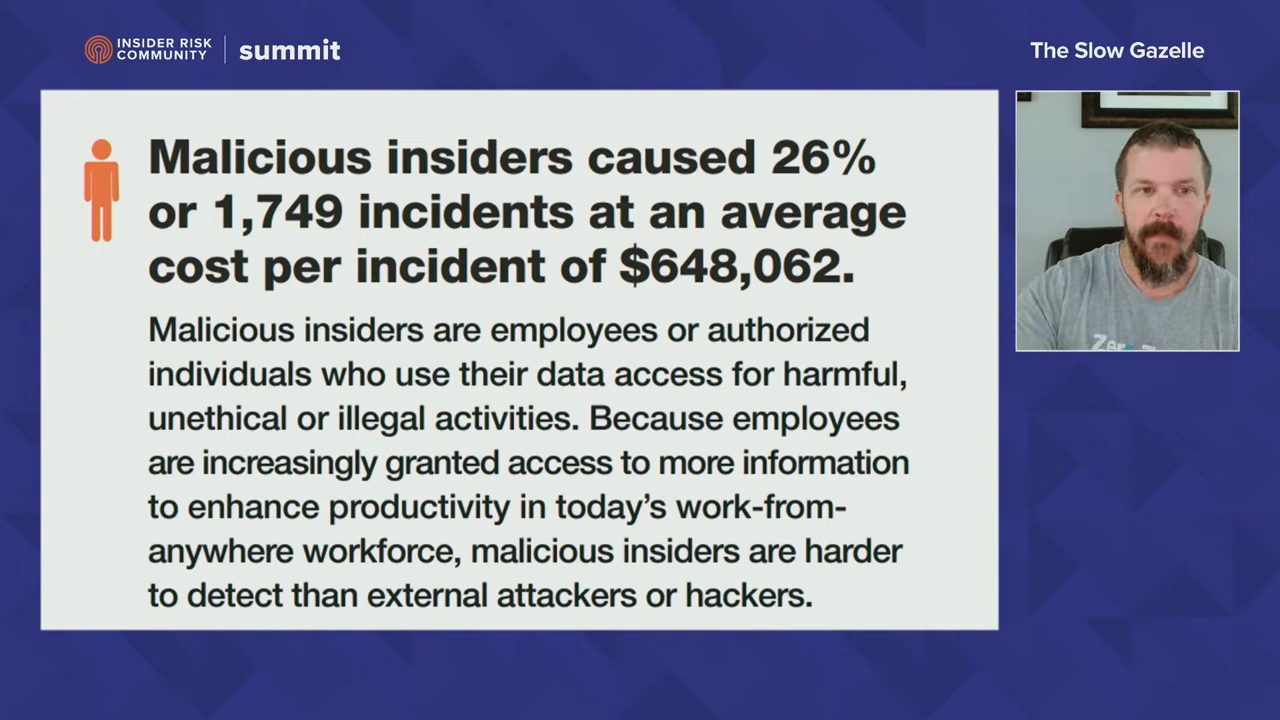 INSIDER RISK
COMMUNITY
summit
The Slow Gazelle
Malicious insiders caused 26%
or 1,749 incidents at an average
cost per incident of $648,062.
Malicious insiders are employees or authorized
individuals who use their data access for harmful,
unethical or illegal activities. Because employees
are increasingly granted access to more information
to enhance productivity in today’s work-from-
anywhere workforce, malicious insiders are harder
to detect than external attackers or hackers.